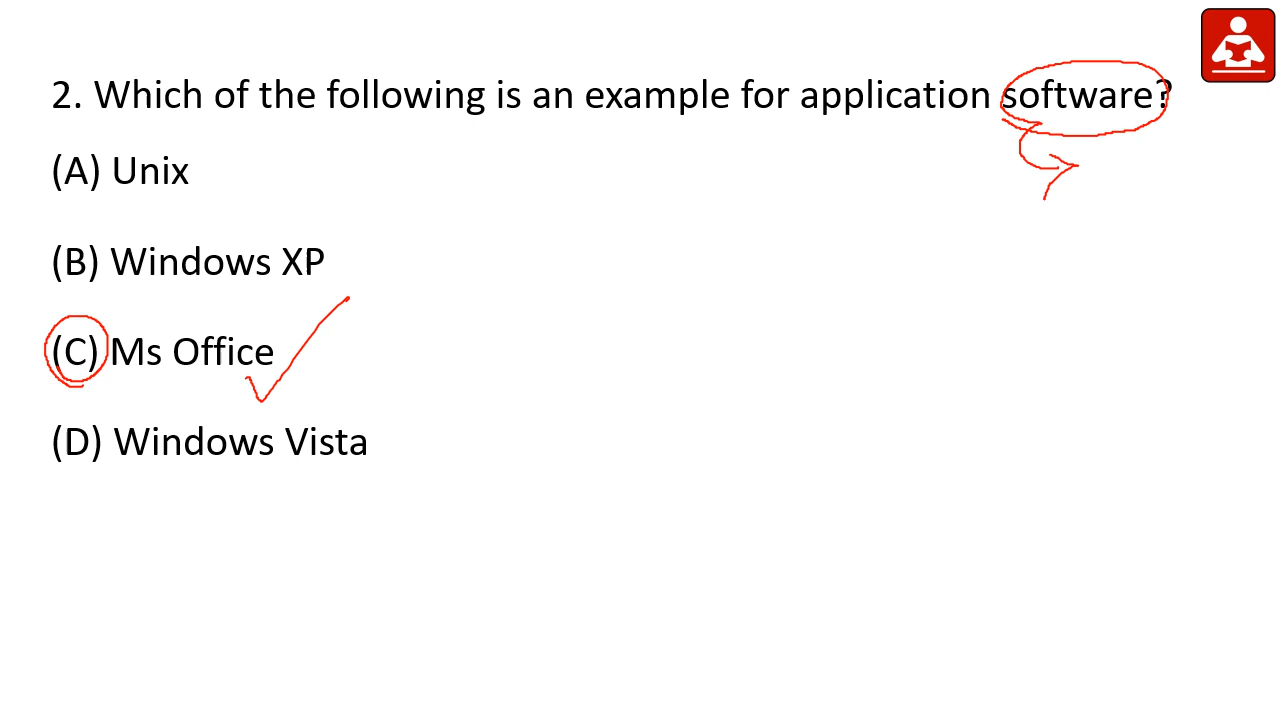 2. Which of the following is an example for application software?
(A) Unix
(B) Windows XP
(C) Ms Office
(D) Windows Vista